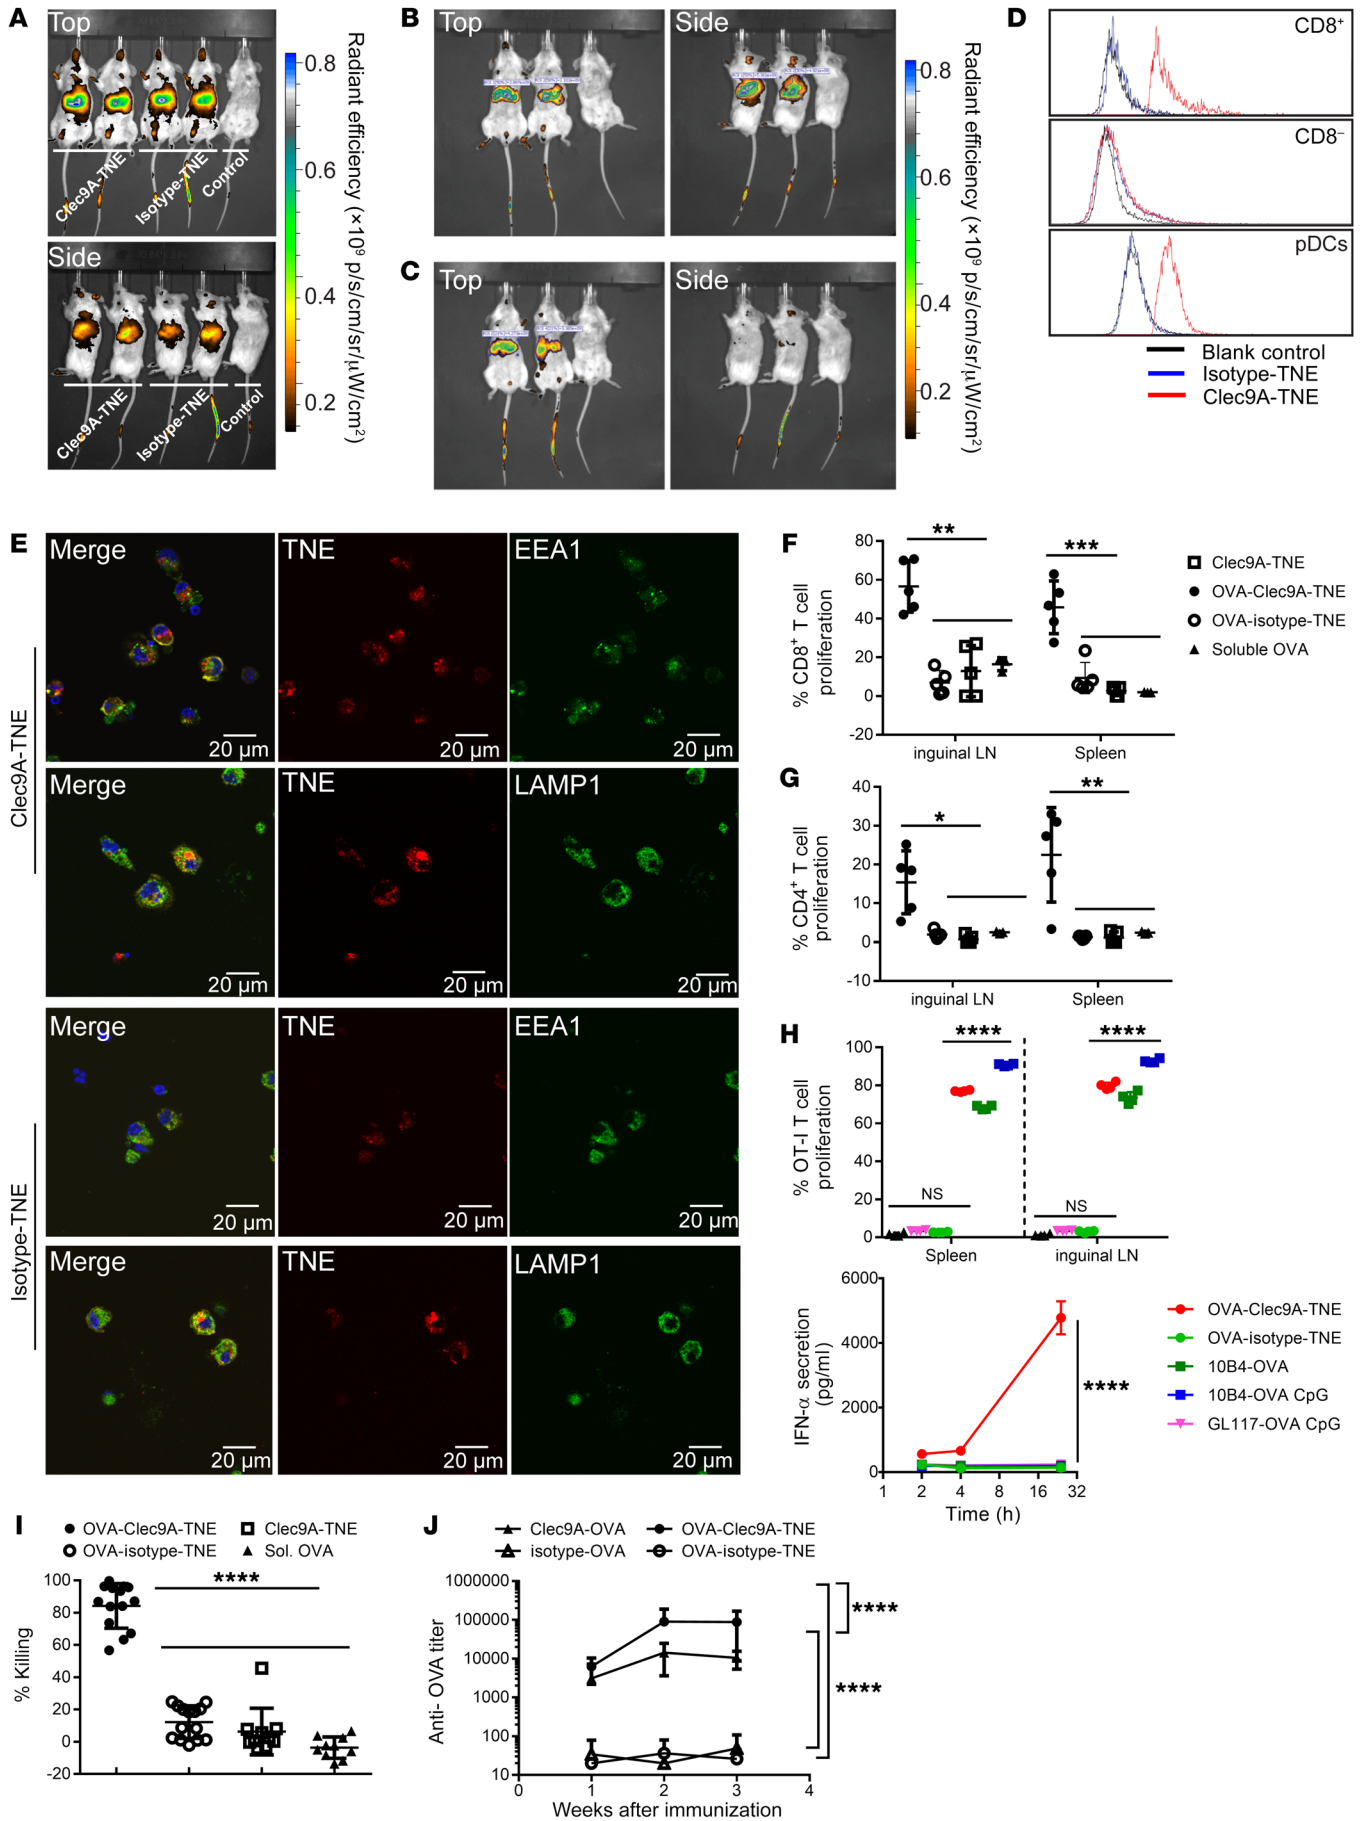 A
Top
Clec9A-TNE
Isotype-TNE
Control
Side
Clec9A-TNE
Isotype-TNE
Control
0.8
0.6
0.4
0.2
Radiant efficiency (×10⁹ p/s/cm/sr/μW/cm²)
B
Top
Side
C
Top
Side
0.8
0.6
0.4
0.2
Radiant efficiency (×10⁹ p/s/cm/sr/μW/cm²)
D
CD8⁺
CD8⁻
pDCs
Blank control
Isotype-TNE
Clec9A-TNE
E
Clec9A-TNE
Merge
TNE
EEA1
20 μm
20 μm
20 μm
Merge
TNE
LAMP1
20 μm
20 μm
20 μm
Isotype-TNE
Merge
TNE
EEA1
20 μm
20 μm
20 μm
Merge
TNE
LAMP1
20 μm
20 μm
20 μm
F
% CD8⁺ T cell
proliferation
80
60
40
20
0
-20
**
***
inguinal LN
Spleen
Clec9A-TNE
OVA-Clec9A-TNE
OVA-isotype-TNE
Soluble OVA
G
% CD4⁺ T cell
proliferation
40
30
20
10
0
-10
*
**
inguinal LN
Spleen
H
% OT-I T cell
proliferation
100
80
60
40
20
0
****
****
NS
NS
Spleen
inguinal LN
IFN-α secretion
(pg/ml)
6000
4000
2000
0
****
1 2 4 8 16 32
Time (h)
OVA-Clec9A-TNE
OVA-isotype-TNE
10B4-OVA
10B4-OVA CpG
GL117-OVA CpG
I
OVA-Clec9A-TNE
Clec9A-TNE
OVA-isotype-TNE
Sol. OVA
% Killing
100
80
60
40
20
0
-20
****
J
Clec9A-OVA
OVA-Clec9A-TNE
isotype-OVA
OVA-isotype-TNE
Anti- OVA titer
1000000
100000
10000
1000
100
10
****
****
0 1 2 3 4
Weeks after immunization